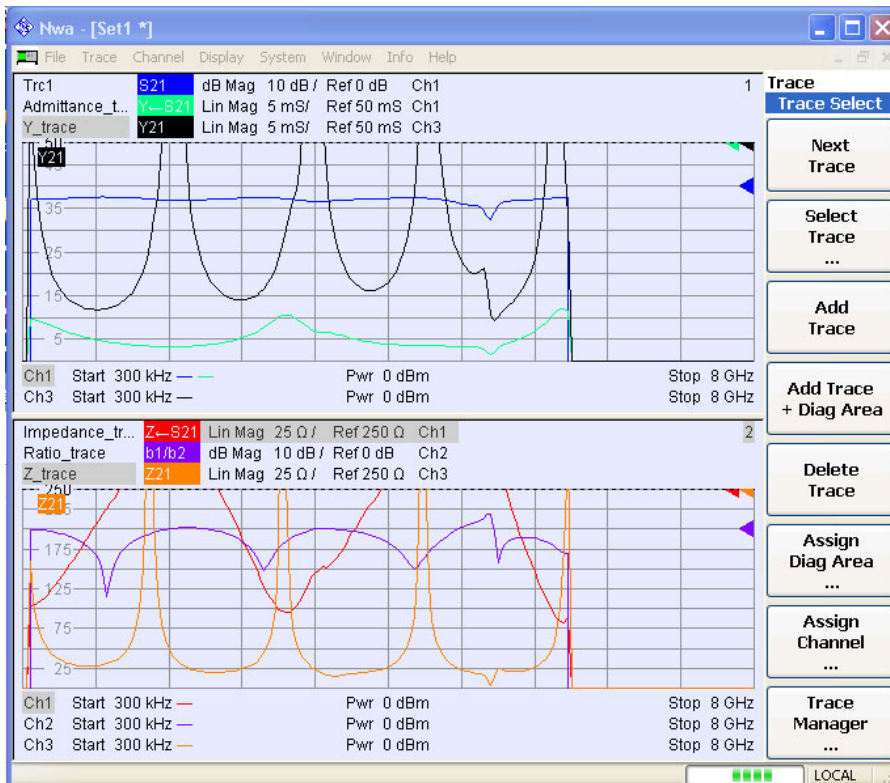 Nwa - [Set1 *]
File Trace Channel Display System Window Info Help
Trc1 S21 dB Mag 10 dB / Ref 0 dB Ch1 1
Admittance_t... Y←S21 Lin Mag 5 mS/ Ref 50 mS Ch1
Y_trace Y21 Lin Mag 5 mS/ Ref 50 mS Ch3
50
Y21
45
35
25
15
5
Ch1 Start 300 kHz Pwr 0 dBm Stop 8 GHz
Ch3 Start 300 kHz Pwr 0 dBm Stop 8 GHz
Impedance_tr... Z←S21 Lin Mag 25 Ω / Ref 250 Ω Ch1 2
Ratio_trace b1/b2 dB Mag 10 dB / Ref 0 dB Ch2
Z_trace Z21 Lin Mag 25 Ω / Ref 250 Ω Ch3
250
Z21
175
125
75
25
Ch1 Start 300 kHz Pwr 0 dBm Stop 8 GHz
Ch2 Start 300 kHz Pwr 0 dBm Stop 8 GHz
Ch3 Start 300 kHz Pwr 0 dBm Stop 8 GHz
Trace
Trace Select
Next
Trace
Select
Trace
...
Add
Trace
Add Trace
+ Diag Area
Delete
Trace
Assign
Diag Area
...
Assign
Channel
...
Trace
Manager
...
LOCAL